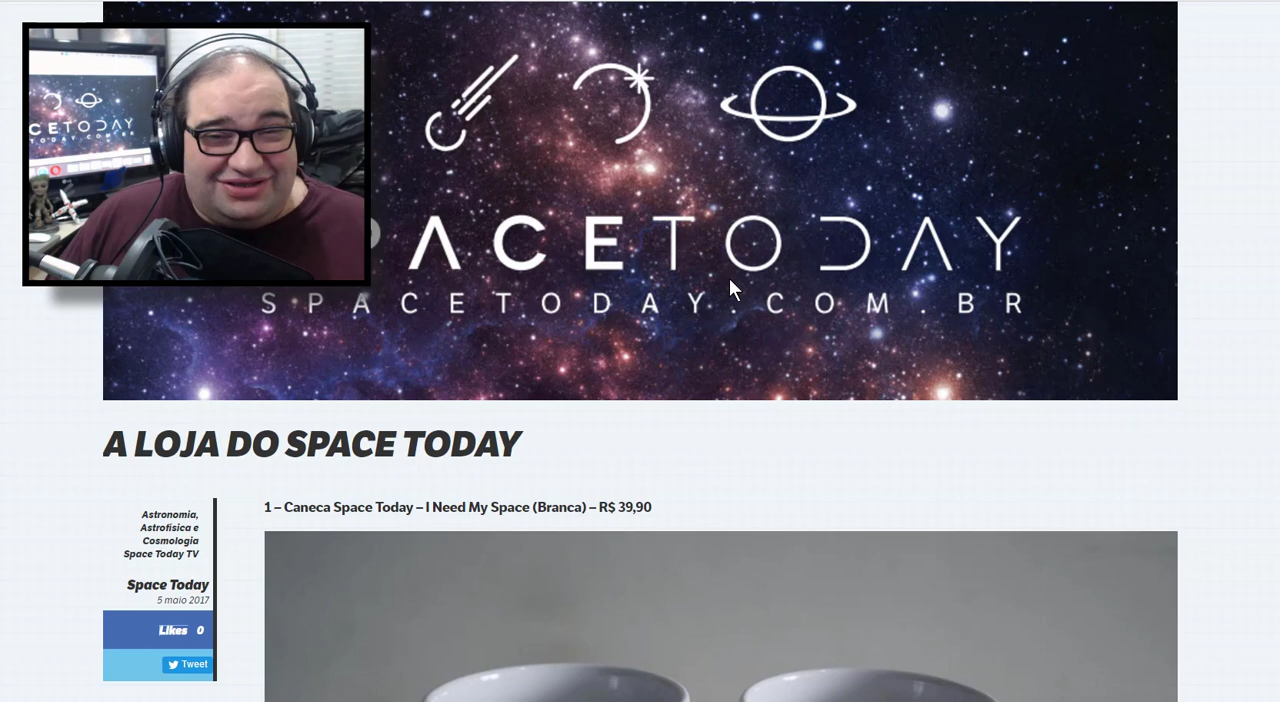 ACETODAY
SPACETODAY.COM.BR
CETODAY
A LOJA DO SPACE TODAY
1 – Caneca Space Today – I Need My Space (Branca) – R$ 39,90
Astronomia,
Astrofísica e
Cosmologia
Space Today TV
Space Today
5 maio 2017
Likes 0
Tweet